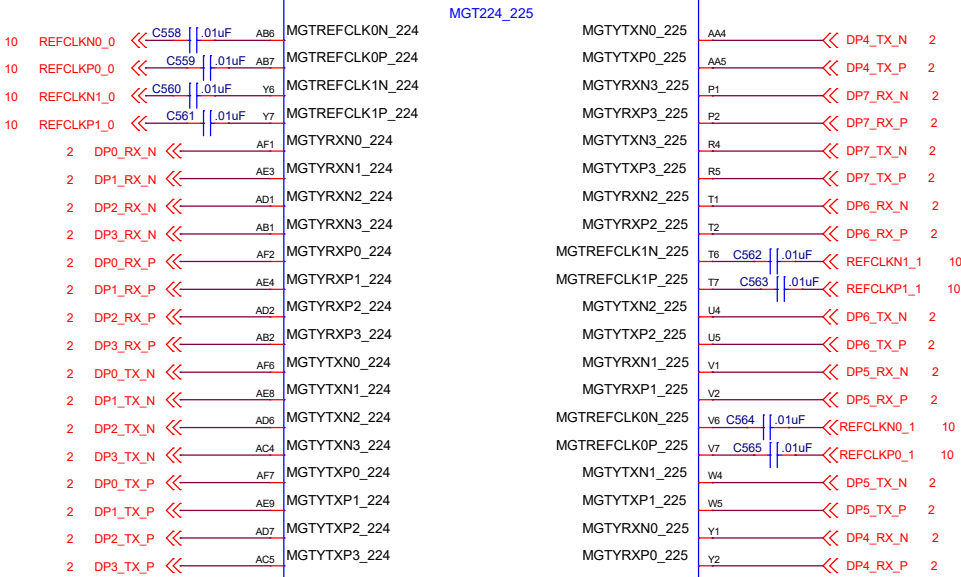 MGT224_225
10 REFCLKN0_0 C558 .01uF AB6 MGTREFCLK0N_224 MGTYTXN0_225 AA4 DP4_TX_N 2
10 REFCLKP0_0 C559 .01uF AB7 MGTREFCLK0P_224 MGTYTXP0_225 AA5 DP4_TX_P 2
10 REFCLKN1_0 C560 .01uF Y6 MGTREFCLK1N_224 MGTYRXN3_225 P1 DP7_RX_N 2
10 REFCLKP1_0 C561 .01uF Y7 MGTREFCLK1P_224 MGTYRXP3_225 P2 DP7_RX_P 2
2 DP0_RX_N AF1 MGTYRXN0_224 MGTYTXN3_225 R4 DP7_TX_N 2
2 DP1_RX_N AE3 MGTYRXN1_224 MGTYTXP3_225 R5 DP7_TX_P 2
2 DP2_RX_N AD1 MGTYRXN2_224 MGTYRXN2_225 T1 DP6_RX_N 2
2 DP3_RX_N AB1 MGTYRXN3_224 MGTYRXP2_225 T2 DP6_RX_P 2
2 DP0_RX_P AF2 MGTYRXP0_224 MGTREFCLK1N_225 T6 C562 .01uF REFCLKN1_1 10
2 DP1_RX_P AE4 MGTYRXP1_224 MGTREFCLK1P_225 T7 C563 .01uF REFCLKP1_1 10
2 DP2_RX_P AD2 MGTYRXP2_224 MGTYTXN2_225 U4 DP6_TX_N 2
2 DP3_RX_P AB2 MGTYRXP3_224 MGTYTXP2_225 U5 DP6_TX_P 2
2 DP0_TX_N AF6 MGTYTXN0_224 MGTYRXN1_225 V1 DP5_RX_N 2
2 DP1_TX_N AE8 MGTYTXN1_224 MGTYRXP1_225 V2 DP5_RX_P 2
2 DP2_TX_N AD6 MGTYTXN2_224 MGTREFCLK0N_225 V6 C564 .01uF REFCLKN0_1 10
2 DP3_TX_N AC4 MGTYTXN3_224 MGTREFCLK0P_225 V7 C565 .01uF REFCLKP0_1 10
2 DP0_TX_P AF7 MGTYTXP0_224 MGTYTXN1_225 W4 DP5_TX_N 2
2 DP1_TX_P AE9 MGTYTXP1_224 MGTYTXP1_225 W5 DP5_TX_P 2
2 DP2_TX_P AD7 MGTYTXP2_224 MGTYRXN0_225 Y1 DP4_RX_N 2
2 DP3_TX_P AC5 MGTYTXP3_224 MGTYRXP0_225 Y2 DP4_RX_P 2